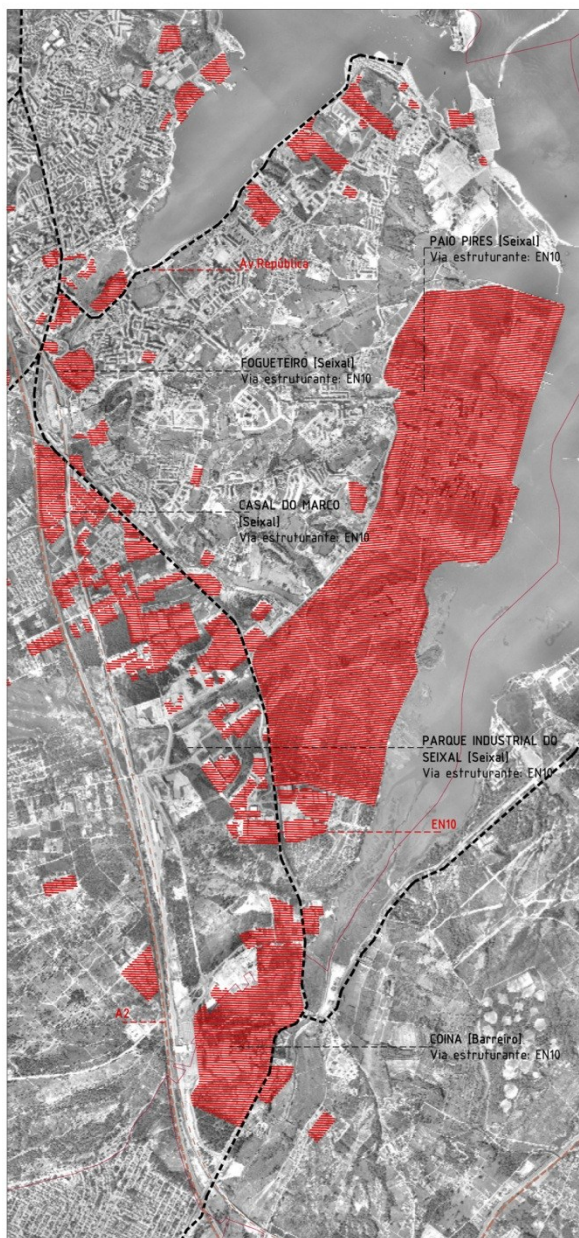 PAIO PIRES [Seixal]
Via estruturante: EN10
Av.República
FOGUETEIRO [Seixal]
Via estruturante: EN10
CASAL DO MARCO
[Seixal]
Via estruturante: EN10
PARQUE INDUSTRIAL DO
SEIXAL [Seixal]
Via estruturante: EN10
EN10
A2
COINA [Barreiro]
Via estruturante: EN10